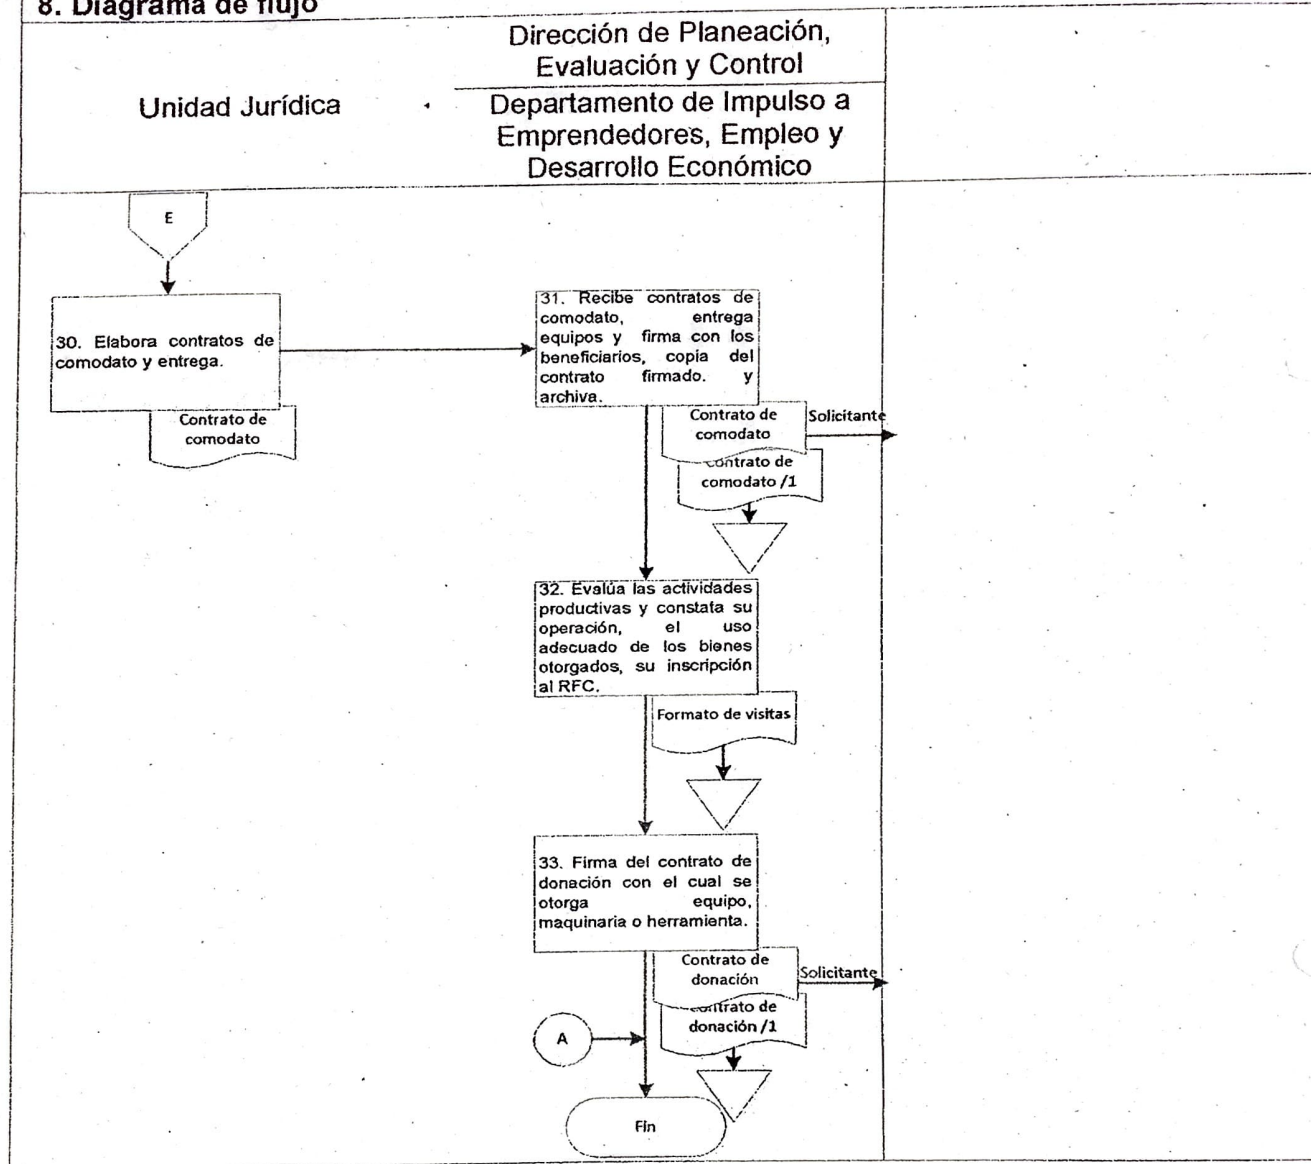 8. Diagrama de flujo
Unidad Jurídica
Dirección de Planeación,
Evaluación y Control
Departamento de Impulso a
Emprendedores, Empleo y
Desarrollo Económico
E
30. Elabora contratos de
comodato y entrega.
Contrato de
comodato
31. Recibe contratos de
comodato, entrega
equipos y firma con los
beneficiarios, copia del
contrato firmado. y
archiva.
Contrato de
comodato
Solicitante
Contrato de
comodato /1
32. Evalúa las actividades
productivas y constata su
operación, el uso
adecuado de los bienes
otorgados, su inscripción
al RFC.
Formato de visitas
33. Firma del contrato de
donación con el cual se
otorga equipo,
maquinaria o herramienta.
Contrato de
donación
Solicitante
Contrato de
donación /1
A
Fin